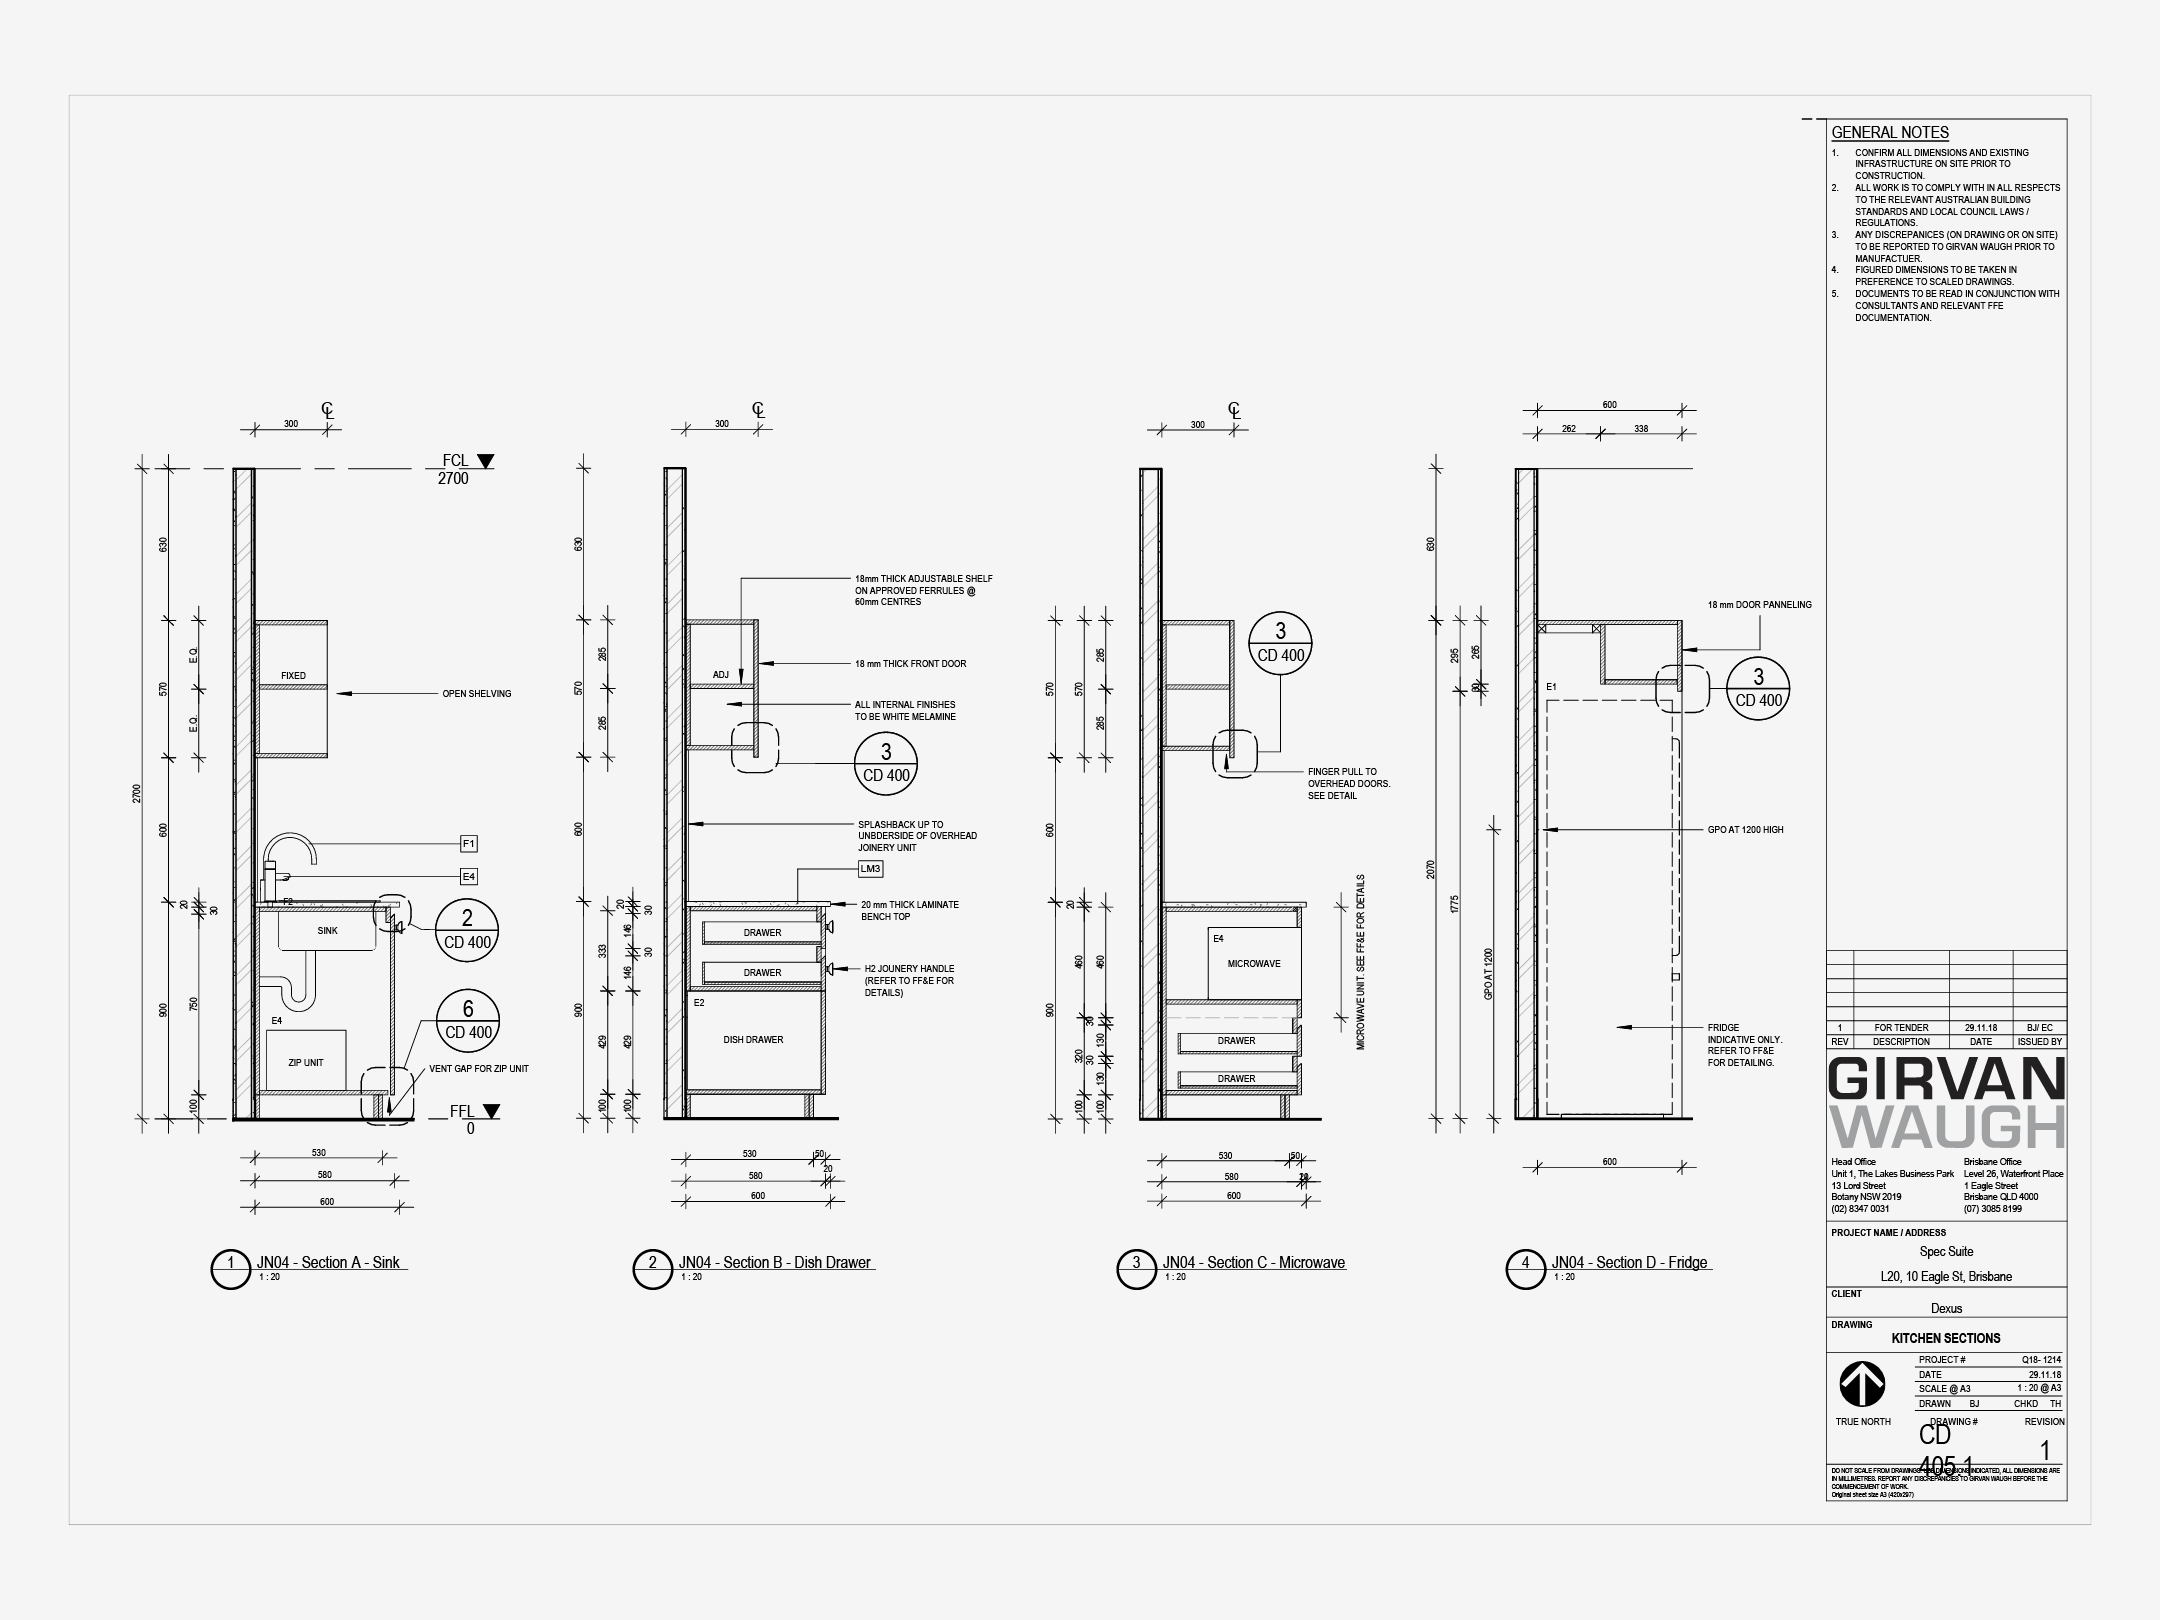 GENERAL NOTES
1. CONFIRM ALL DIMENSIONS AND EXISTING
INFRASTRUCTURE ON SITE PRIOR TO
CONSTRUCTION.
2. ALL WORK IS TO COMPLY WITH IN ALL RESPECTS
TO THE RELEVANT AUSTRALIAN BUILDING
STANDARDS AND LOCAL COUNCIL LAWS /
REGULATIONS.
3. ANY DISCREPANICES (ON DRAWING OR ON SITE)
TO BE REPORTED TO GIRVAN WAUGH PRIOR TO
MANUFACTUER.
4. FIGURED DIMENSIONS TO BE TAKEN IN
PREFERENCE TO SCALED DRAWINGS.
5. DOCUMENTS TO BE READ IN CONJUNCTION WITH
CONSULTANTS AND RELEVANT FFE
DOCUMENTATION.
CL
300
FCL
2700
2700
630
570
600
900
E.Q.
E.Q.
20
30
750
100
FIXED
OPEN SHELVING
F1
E4
F2
SINK
2
CD 400
6
CD 400
E4
ZIP UNIT
VENT GAP FOR ZIP UNIT
FFL
0
530
580
600
1
JN04 - Section A - Sink
1 : 20
CL
300
630
570
600
900
285
285
20
333
429
100
30
146
30
146
429
100
18mm THICK ADJUSTABLE SHELF
ON APPROVED FERRULES @
60mm CENTRES
ADJ
18 mm THICK FRONT DOOR
ALL INTERNAL FINISHES
TO BE WHITE MELAMINE
3
CD 400
SPLASHBACK UP TO
UNBDERSIDE OF OVERHEAD
JOINERY UNIT
LM3
20 mm THICK LAMINATE
BENCH TOP
DRAWER
DRAWER
H2 JOUNERY HANDLE
(REFER TO FF&E FOR
DETAILS)
E2
DISH DRAWER
530
50
20
580
600
2
JN04 - Section B - Dish Drawer
1 : 20
CL
300
570
570
285
285
600
900
20
460
460
30
320
130
30
130
100
100
3
CD 400
FINGER PULL TO
OVERHEAD DOORS.
SEE DETAIL
E4
MICROWAVE
MICROWAVE UNIT. SEE FF&E FOR DETAILS
DRAWER
DRAWER
530
50
580
600
3
JN04 - Section C - Microwave
1 : 20
600
262
338
630
2070
295
1775
265
30
GPO AT 1200
18 mm DOOR PANNELING
3
CD 400
E1
GPO AT 1200 HIGH
FRIDGE
INDICATIVE ONLY.
REFER TO FF&E
FOR DETAILING.
600
4
JN04 - Section D - Fridge
1 : 20
1 FOR TENDER 29.11.18 BJ/ EC
REV DESCRIPTION DATE ISSUED BY
GIRVAN
WAUGH
Head Office
Unit 1, The Lakes Business Park
13 Lord Street
Botany NSW 2019
(02) 8347 0031
Brisbane Office
Level 26, Waterfront Place
1 Eagle Street
Brisbane QLD 4000
(07) 3085 8199
PROJECT NAME / ADDRESS
Spec Suite
L20, 10 Eagle St, Brisbane
CLIENT
Dexus
DRAWING
KITCHEN SECTIONS
PROJECT # Q18- 1214
DATE 29.11.18
SCALE @ A3 1 : 20 @ A3
DRAWN BJ CHKD TH
TRUE NORTH
DRAWING # REVISION
CD
405.1
1
DO NOT SCALE FROM DRAWINGS. DIMENSIONS INDICATED, ALL DIMENSIONS ARE
IN MILLIMETRES. REPORT ANY DISCREPANCIES TO GIRVAN WAUGH BEFORE THE
COMMENCEMENT OF WORK.
Original sheet size A3 (420x297)